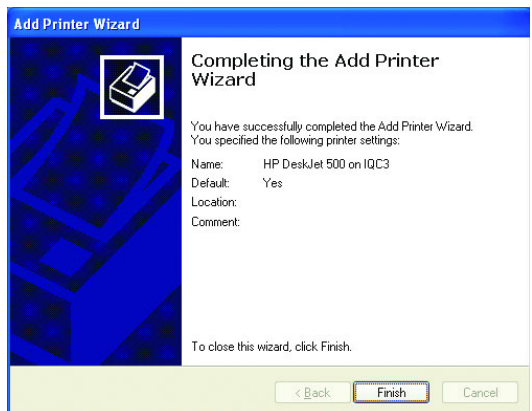 Add Printer Wizard
Completing the Add Printer
Wizard
You have successfully completed the Add Printer Wizard.
You specified the following printer settings:
Name: HP DeskJet 500 on IQC3
Default: Yes
Location:
Comment:
To close this wizard, click Finish.
< Back Finish Cancel